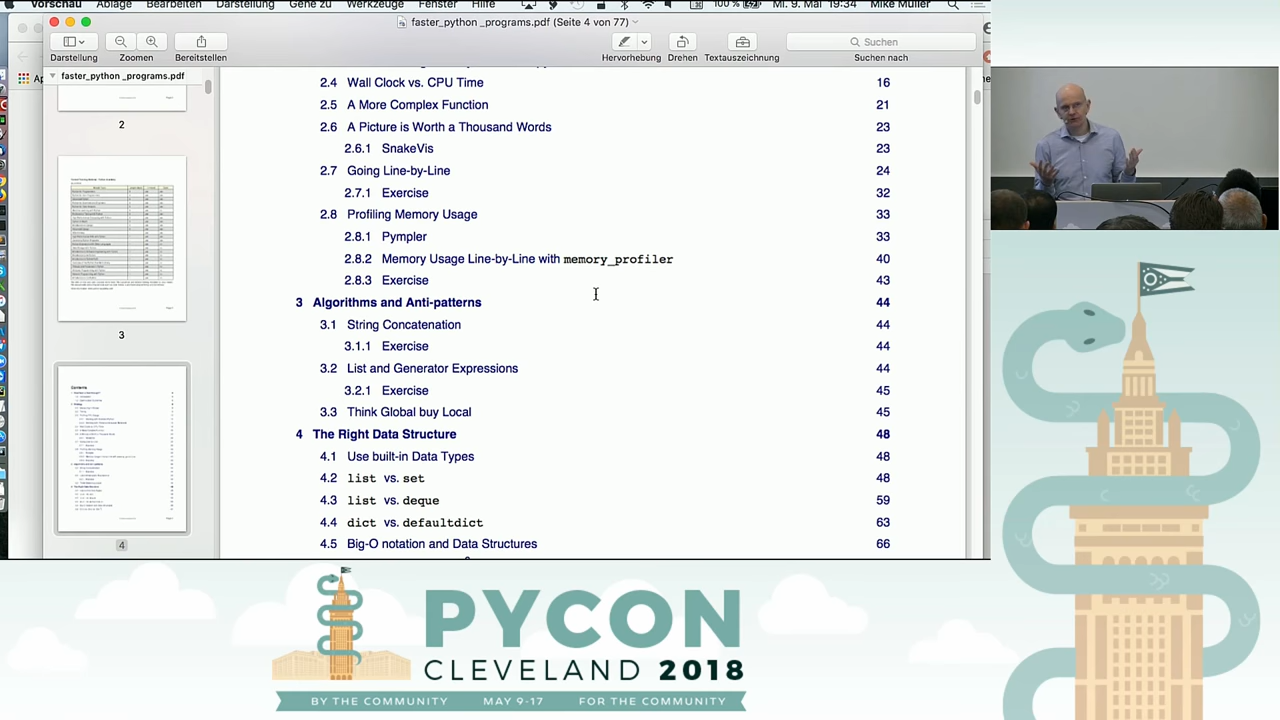 Vorschau Ablage Bearbeiten Darstellung Gehe zu Werkzeuge Fenster Hilfe 100 % Mi. 9. Mai 19:34 Mike Müller
faster_python _programs.pdf (Seite 4 von 77)
Suchen
Darstellung Zoomen Bereitstellen Hervorhebung Drehen Textauszeichnung Suchen nach
faster_python _programs.pdf
2
3
Contents
4
2.4 Wall Clock vs. CPU Time 16
2.5 A More Complex Function 21
2.6 A Picture is Worth a Thousand Words 23
2.6.1 SnakeVis 23
2.7 Going Line-by-Line 24
2.7.1 Exercise 32
2.8 Profiling Memory Usage 33
2.8.1 Pympler 33
2.8.2 Memory Usage Line-by-Line with memory_profiler 40
2.8.3 Exercise 43
3 Algorithms and Anti-patterns 44
3.1 String Concatenation 44
3.1.1 Exercise 44
3.2 List and Generator Expressions 44
3.2.1 Exercise 45
3.3 Think Global buy Local 45
4 The Right Data Structure 48
4.1 Use built-in Data Types 48
4.2 list vs. set 48
4.3 list vs. deque 59
4.4 dict vs. defaultdict 63
4.5 Big-O notation and Data Structures 66
PYCON
CLEVELAND 2018
BY THE COMMUNITY MAY 9-17 FOR THE COMMUNITY